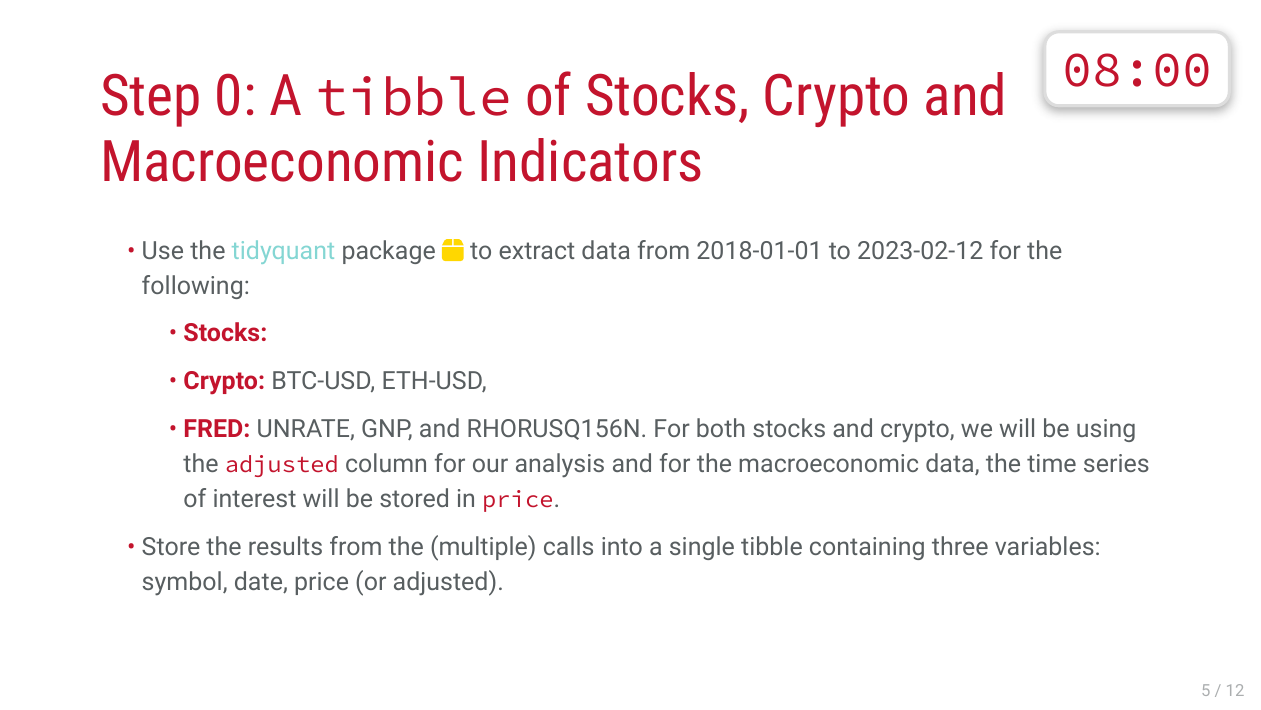 08:00
Step 0: A tibble of Stocks, Crypto and
Macroeconomic Indicators
• Use the tidyquant package to extract data from 2018-01-01 to 2023-02-12 for the
following:
• Stocks:
• Crypto: BTC-USD, ETH-USD,
• FRED: UNRATE, GNP, and RHORUSQ156N. For both stocks and crypto, we will be using
the adjusted column for our analysis and for the macroeconomic data, the time series
of interest will be stored in price.
• Store the results from the (multiple) calls into a single tibble containing three variables:
symbol, date, price (or adjusted).
5 / 12